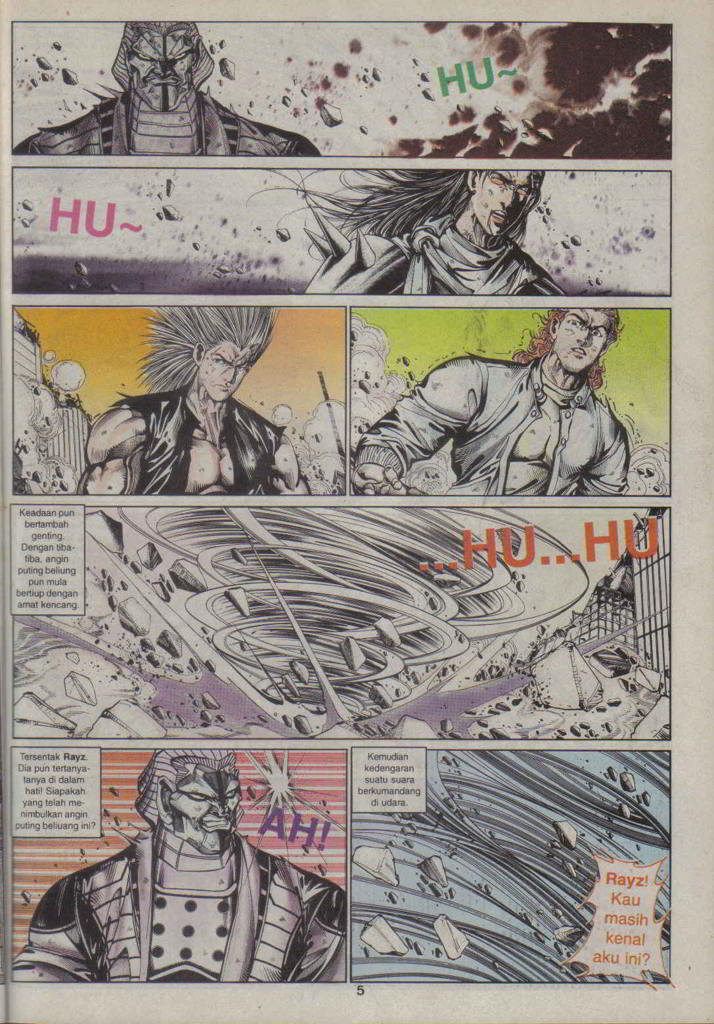 HU~
HU~
Keadaan pun
bertambah
genting.
Dengan tiba-
tiba, angin
puting beliung
pun mula
bertiup dengan
amat kencang.
...HU...HU
Tersentak Rayz.
Dia pun tertanya-
tanya di dalam
hati! Siapakah
yang telah me-
nimbulkan angin
puting beliuang ini?
AH!
Kemudian
kedengaran
suatu suara
berkumandang
di udara.
Rayz!
Kau
masih
kenal
aku ini?
5